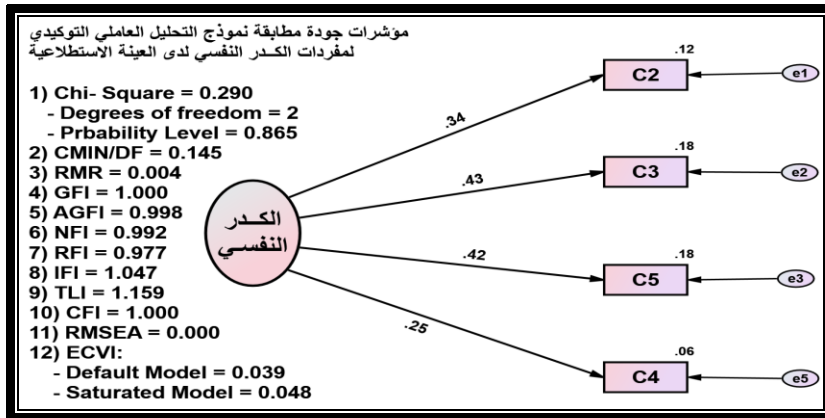 مؤشرات جودة مطابقة نموذج التحليل العاملي التوكيدي
لمفردات الكــدر النفسي لدى العينة الاستطلاعية
1) Chi- Square = 0.290
- Degrees of freedom = 2
- Prbability Level = 0.865
2) CMIN/DF = 0.145
3) RMR = 0.004
4) GFI = 1.000
5) AGFI = 0.998
6) NFI = 0.992
7) RFI = 0.977
8) IFI = 1.047
9) TLI = 1.159
10) CFI = 1.000
11) RMSEA = 0.000
12) ECVI:
- Default Model = 0.039
- Saturated Model = 0.048
الكــدر
النفسـي
.34
.43
.42
.25
.12
C2
e1
.18
C3
e2
.18
C5
e3
.06
C4
e5